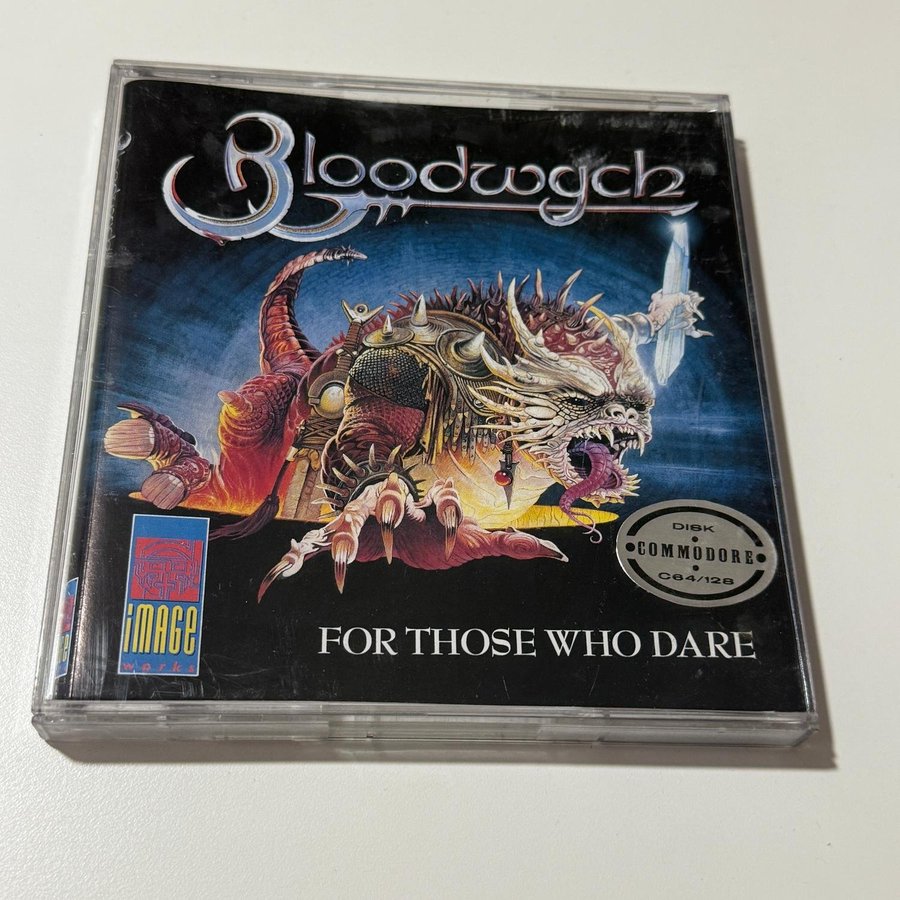 Bloodwych
DISK
COMMODORE
C64/128
iMAGE
works
FOR THOSE WHO DARE